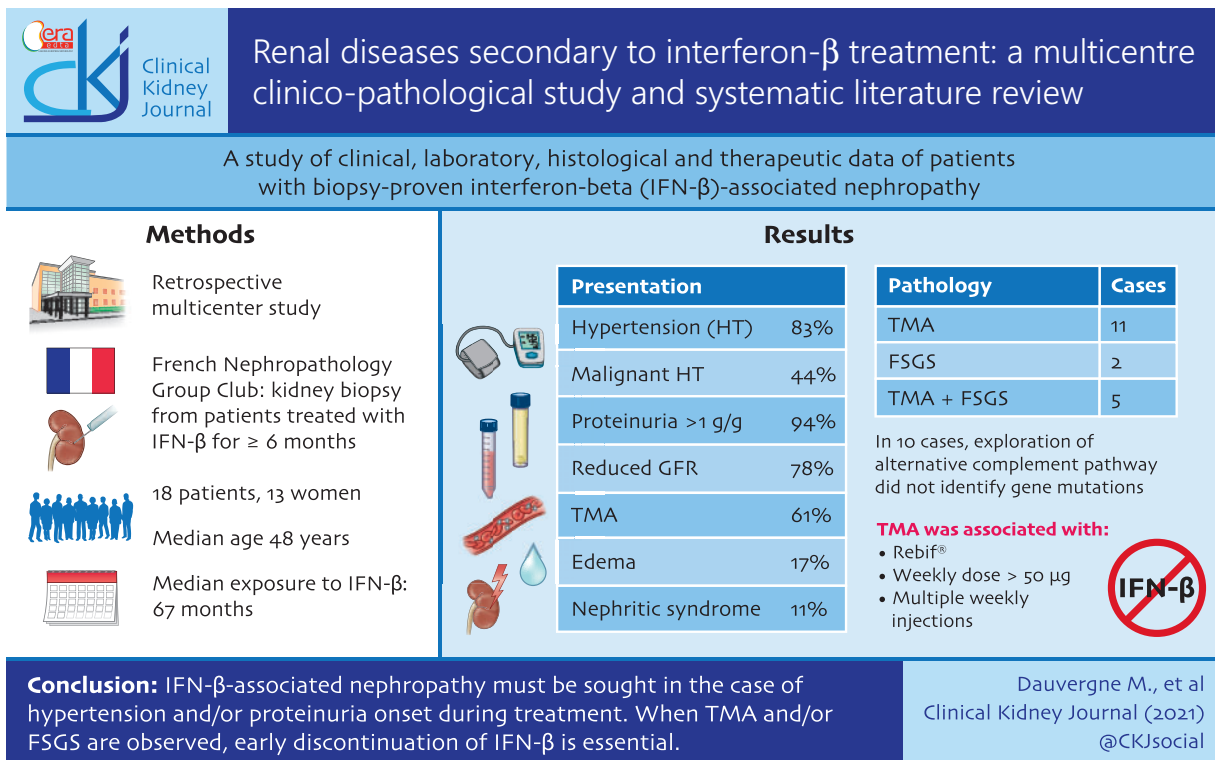 era
edta
ckj
Clinical
Kidney
Journal
Renal diseases secondary to interferon-β treatment: a multicentre
clinico-pathological study and systematic literature review
A study of clinical, laboratory, histological and therapeutic data of patients
with biopsy-proven interferon-beta (IFN-β)-associated nephropathy
Methods
Retrospective
multicenter study
French Nephropathology
Group Club: kidney biopsy
from patients treated with
IFN-β for ≥ 6 months
18 patients, 13 women
Median age 48 years
Median exposure to IFN-β:
67 months
Results
Presentation
Hypertension (HT) 83%
Malignant HT 44%
Proteinuria >1 g/g 94%
Reduced GFR 78%
TMA 61%
Edema 17%
Nephritic syndrome 11%
Pathology Cases
TMA 11
FSGS 2
TMA + FSGS 5
In 10 cases, exploration of
alternative complement pathway
did not identify gene mutations
TMA was associated with:
• Rebif®
• Weekly dose > 50 µg
• Multiple weekly
injections
IFN-β
Conclusion: IFN-β-associated nephropathy must be sought in the case of
hypertension and/or proteinuria onset during treatment. When TMA and/or
FSGS are observed, early discontinuation of IFN-β is essential.
Dauvergne M., et al
Clinical Kidney Journal (2021)
@CKJsocial